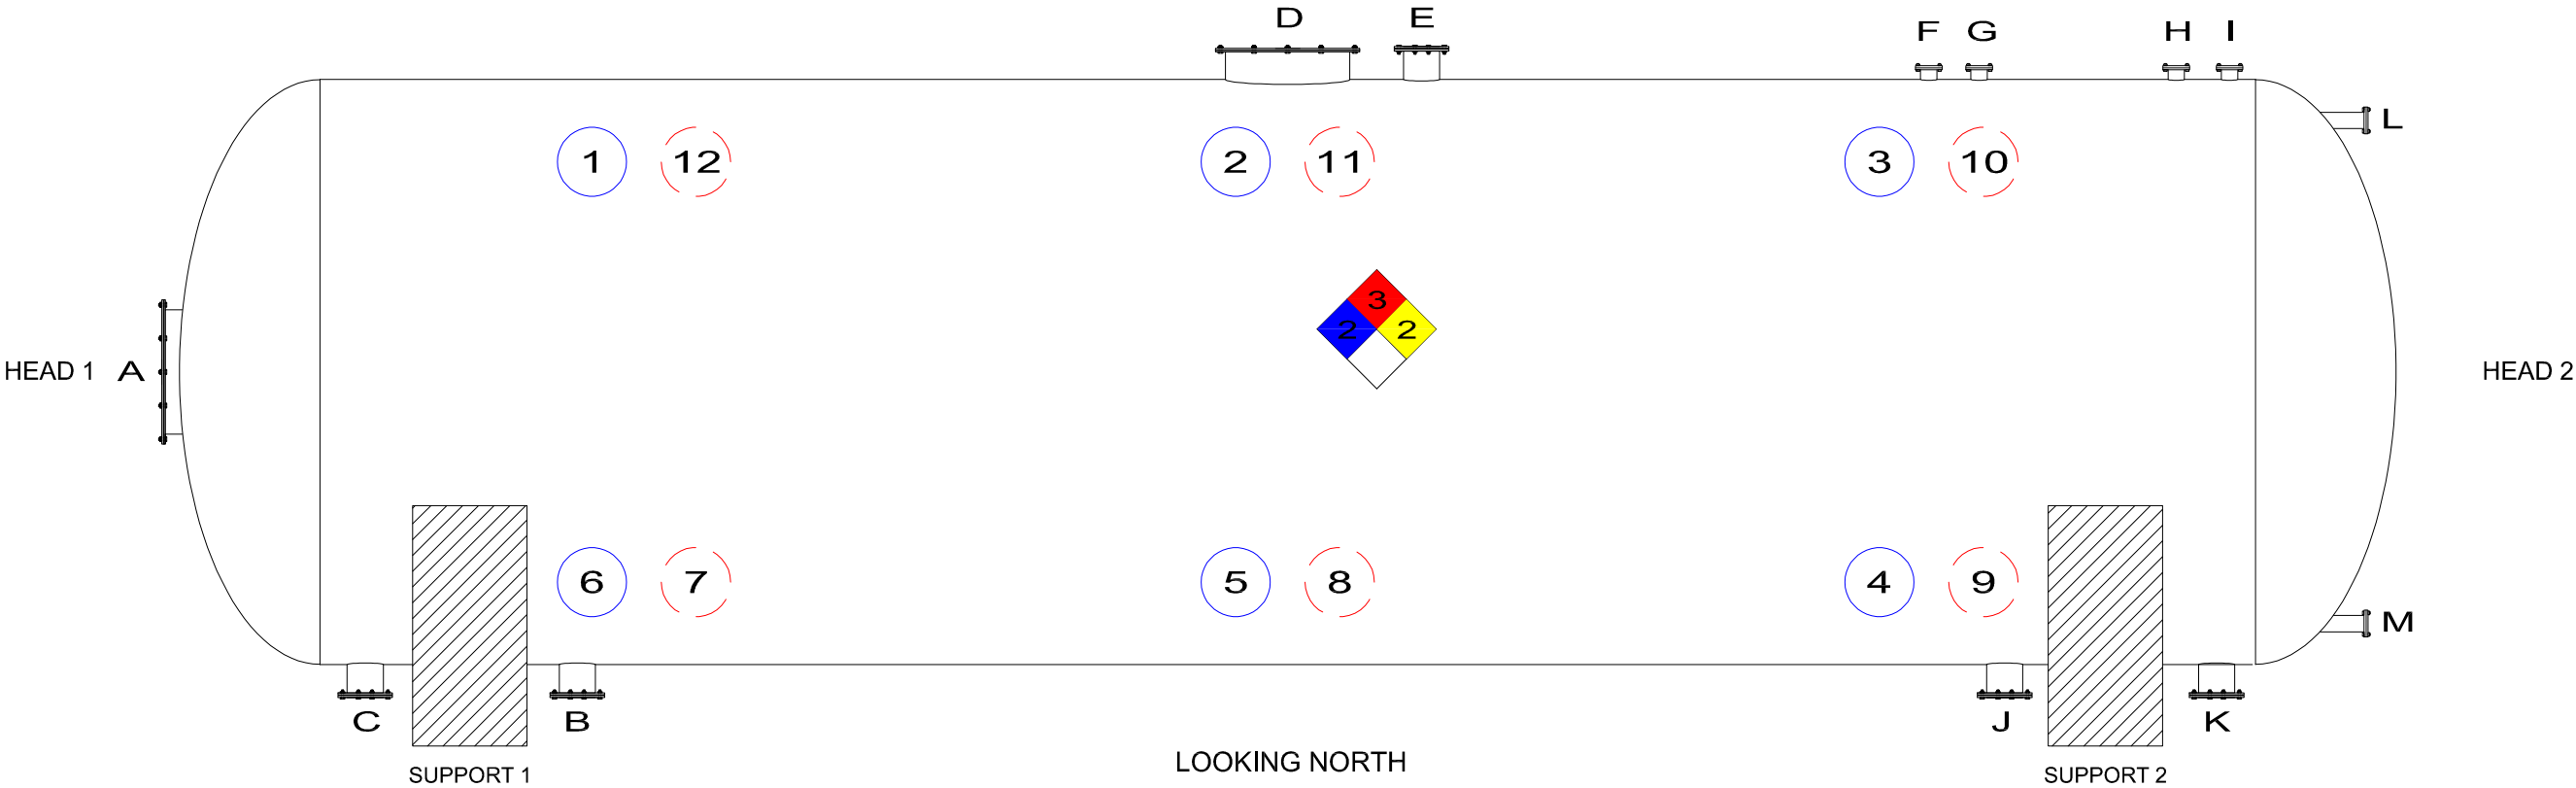 D E
F G H I
L
1 12 2 11 3 10
3
2 2
HEAD 1 A HEAD 2
6 7 5 8 4 9
M
C B J K
LOOKING NORTH
SUPPORT 1 SUPPORT 2